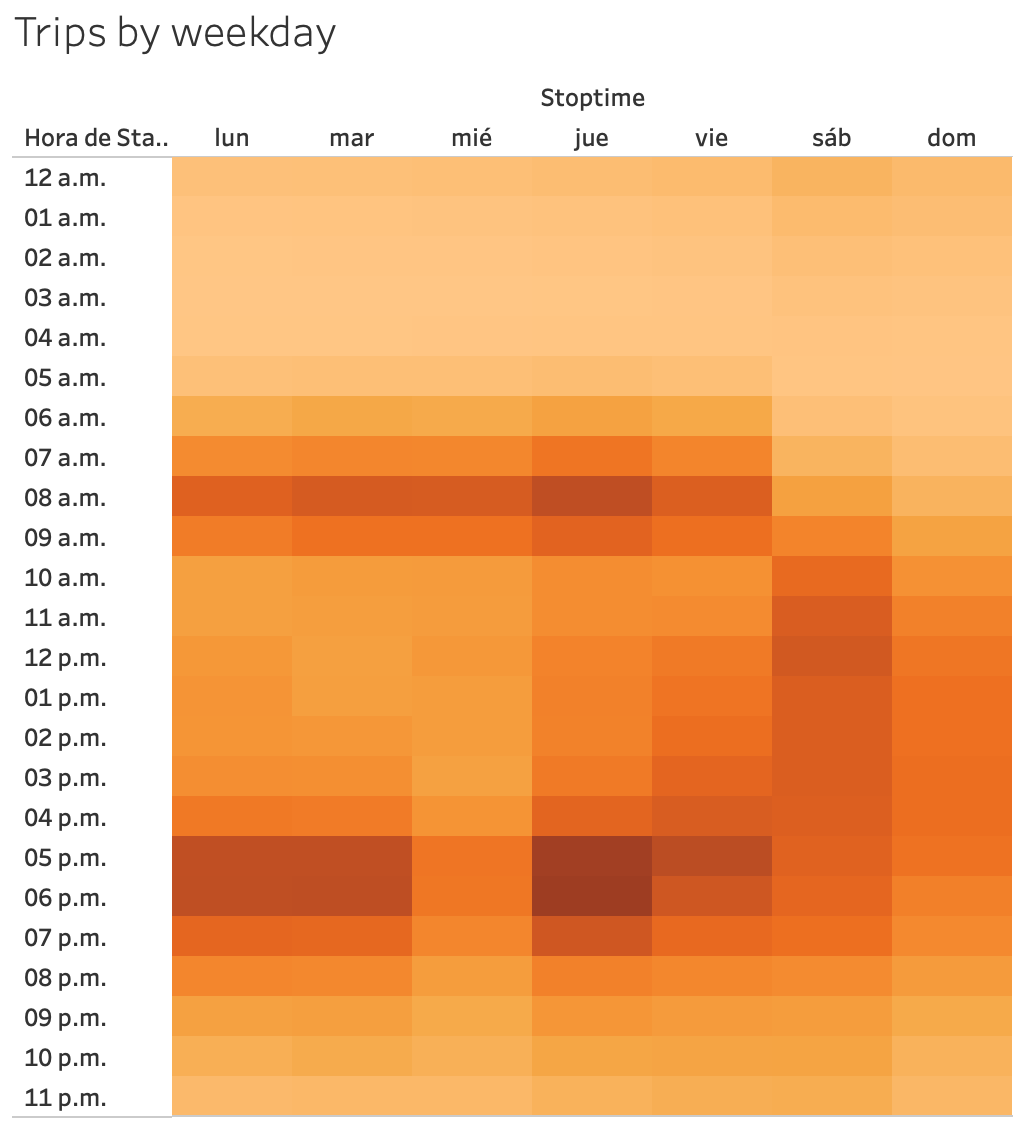 Trips by weekday
Stoptime
Hora de Sta.. lun mar mié jue vie sáb dom
12 a.m.
01 a.m.
02 a.m.
03 a.m.
04 a.m.
05 a.m.
06 a.m.
07 a.m.
08 a.m.
09 a.m.
10 a.m.
11 a.m.
12 p.m.
01 p.m.
02 p.m.
03 p.m.
04 p.m.
05 p.m.
06 p.m.
07 p.m.
08 p.m.
09 p.m.
10 p.m.
11 p.m.